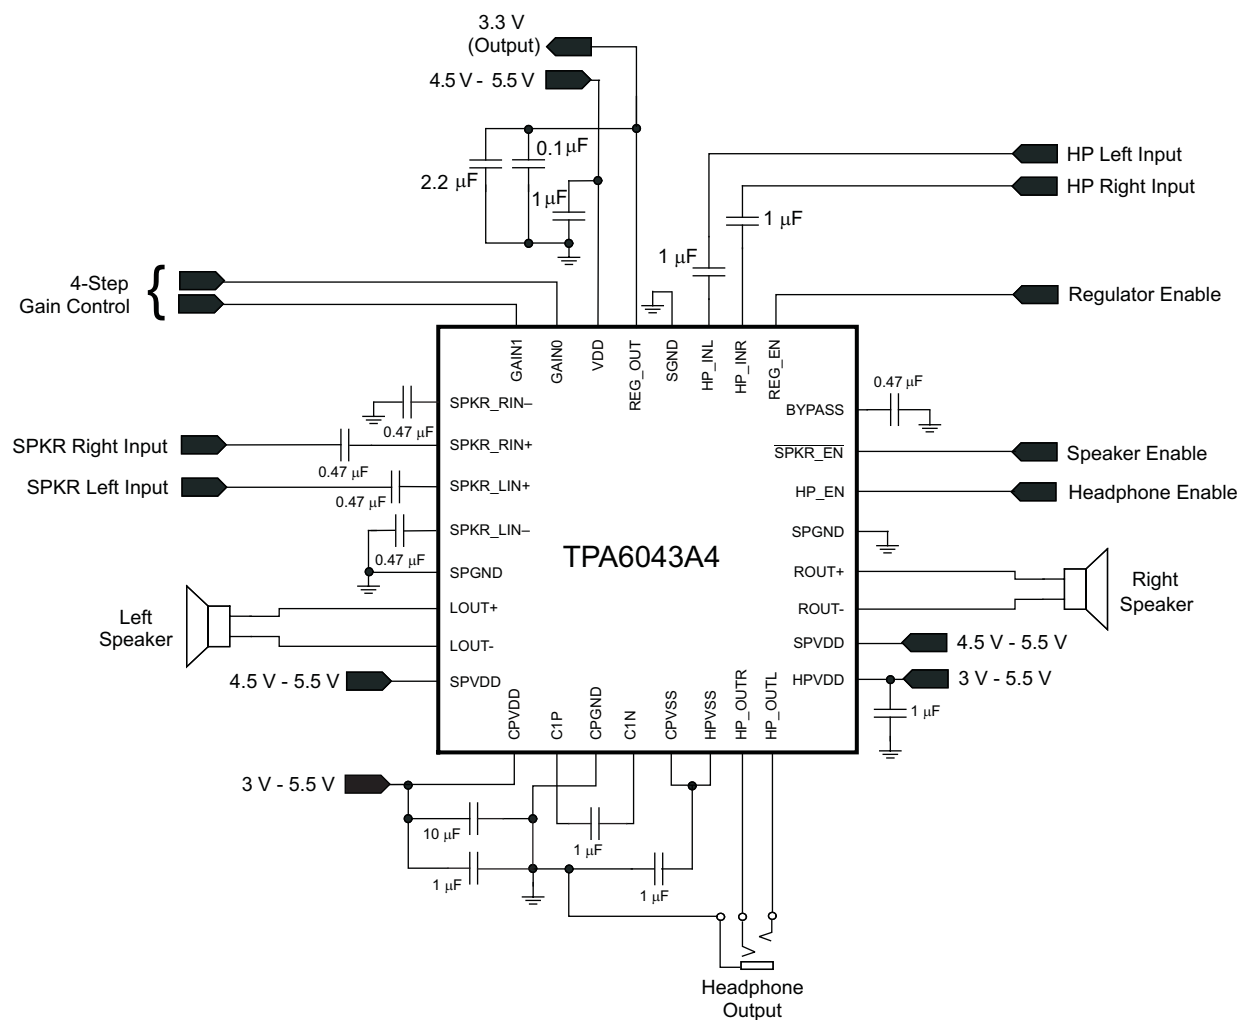 3.3 V
(Output)
4.5 V - 5.5 V
0.1 μF
2.2 μF
1 μF
HP Left Input
HP Right Input
1 μF
1 μF
4-Step
Gain Control
{
Regulator Enable
GAIN1
GAIN0
VDD
REG_OUT
SGND
HP_INL
HP_INR
REG_EN
SPKR_RIN–
0.47 μF
BYPASS
0.47 μF
SPKR Right Input
SPKR_RIN+
0.47 μF
SPKR_EN
Speaker Enable
SPKR Left Input
SPKR_LIN+
0.47 μF
HP_EN
Headphone Enable
SPKR_LIN–
0.47 μF
SPGND
TPA6043A4
SPGND
ROUT+
Right
Speaker
Left
Speaker
LOUT+
ROUT-
LOUT-
SPVDD
4.5 V - 5.5 V
4.5 V - 5.5 V
SPVDD
HPVDD
3 V - 5.5 V
1 μF
CPVDD
C1P
CPGND
C1N
CPVSS
HPVSS
HP_OUTR
HP_OUTL
3 V - 5.5 V
10 μF
1 μF
1 μF
1 μF
Headphone
Output